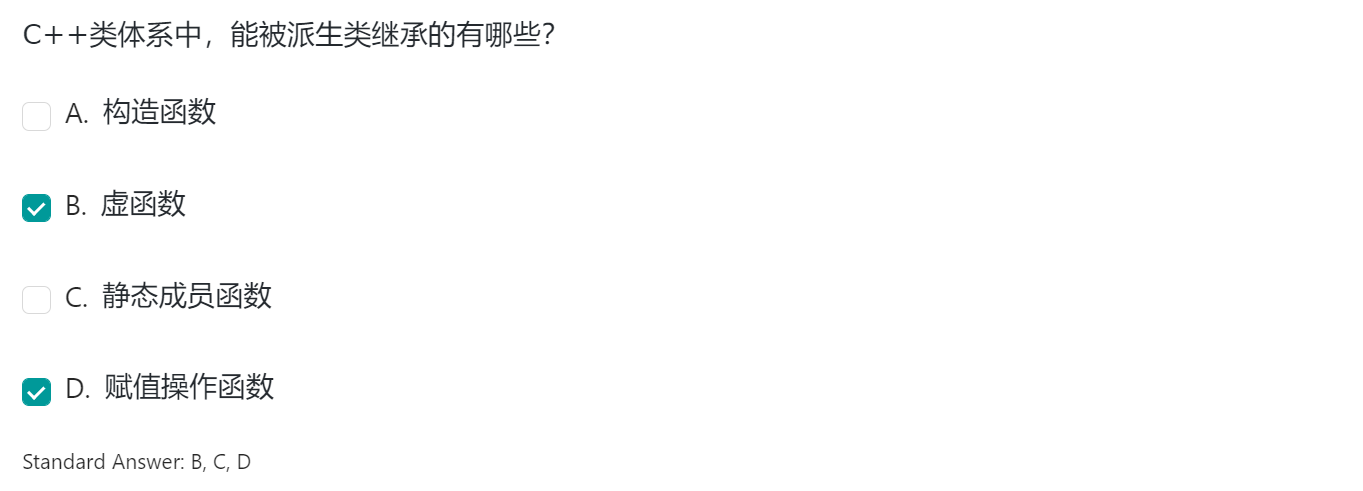 C++类体系中，能被派生类继承的有哪些？
A. 构造函数
B. 虚函数
C. 静态成员函数
D. 赋值操作函数
Standard Answer: B, C, D